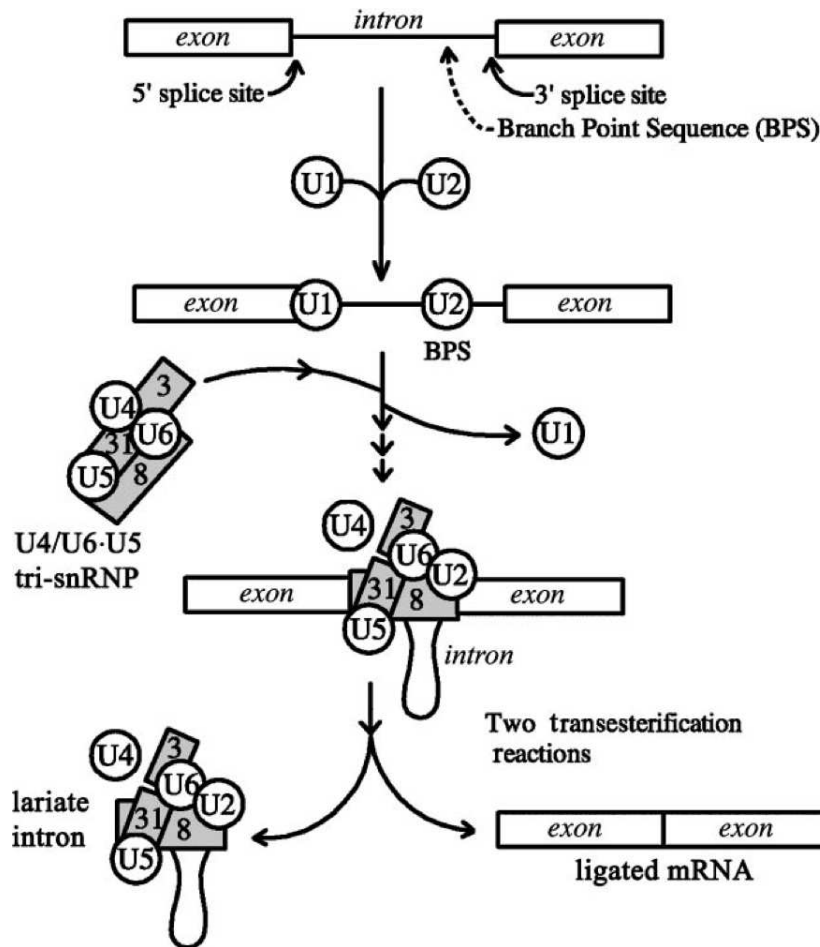 exon
intron
exon
5' splice site
3' splice site
Branch Point Sequence (BPS)
U1
U2
exon
U1
U2
exon
BPS
3
U4
U6
31
8
U5
U1
U4/U6·U5
tri-snRNP
U4
3
U6
U2
exon
31
8
exon
U5
intron
Two transesterification
reactions
U4
3
U6
U2
lariate
intron
31
8
U5
exon
exon
ligated mRNA